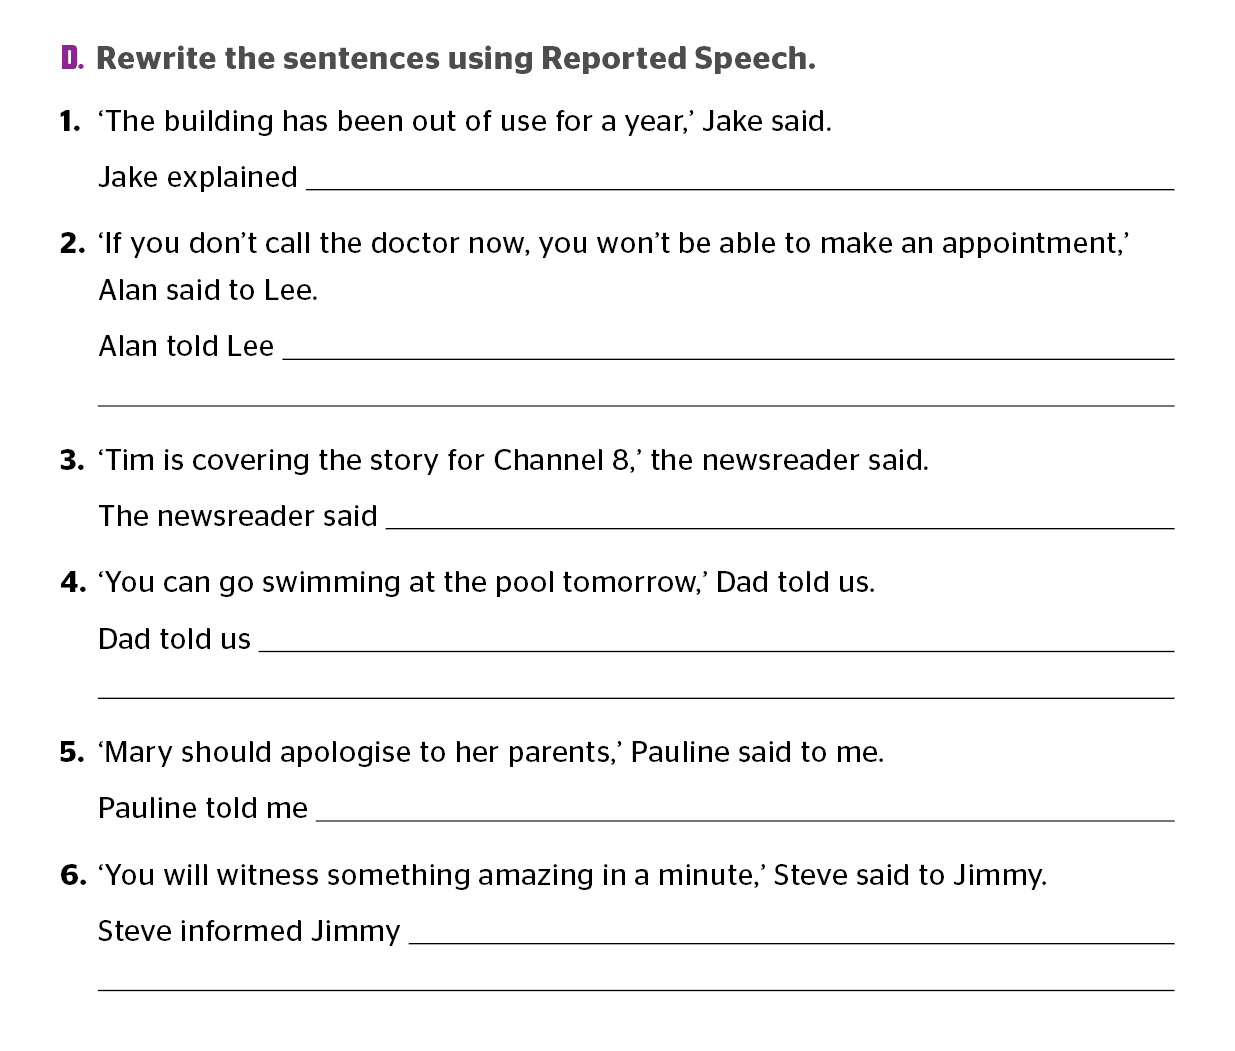 D. Rewrite the sentences using Reported Speech.
1. ‘The building has been out of use for a year,’ Jake said.
Jake explained
2. ‘If you don’t call the doctor now, you won’t be able to make an appointment,’
Alan said to Lee.
Alan told Lee
3. ‘Tim is covering the story for Channel 8,’ the newsreader said.
The newsreader said
4. ‘You can go swimming at the pool tomorrow,’ Dad told us.
Dad told us
5. ‘Mary should apologise to her parents,’ Pauline said to me.
Pauline told me
6. ‘You will witness something amazing in a minute,’ Steve said to Jimmy.
Steve informed Jimmy